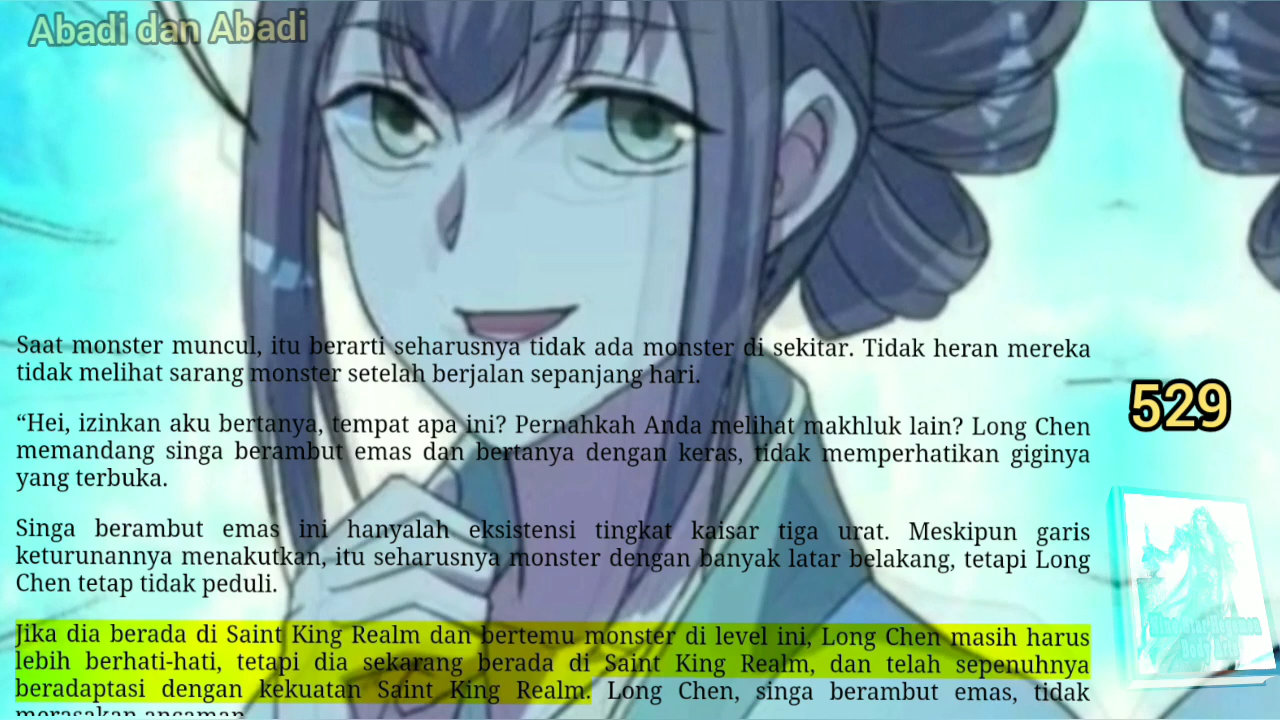 Abadi dan Abadi
Saat monster muncul, itu berarti seharusnya tidak ada monster di sekitar. Tidak heran mereka
tidak melihat sarang monster setelah berjalan sepanjang hari.
“Hei, izinkan aku bertanya, tempat apa ini? Pernahkah Anda melihat makhluk lain? Long Chen
memandang singa berambut emas dan bertanya dengan keras, tidak memperhatikan giginya
yang terbuka.
529
Singa berambut emas ini hanyalah eksistensi tingkat kaisar tiga urat. Meskipun garis
keturunannya menakutkan, itu seharusnya monster dengan banyak latar belakang, tetapi Long
Chen tetap tidak peduli.
Jika dia berada di Saint King Realm dan bertemu monster di level ini, Long Chen masih harus
lebih berhati-hati, tetapi dia sekarang berada di Saint King Realm, dan telah sepenuhnya
beradaptasi dengan kekuatan Saint King Realm. Long Chen, singa berambut emas, tidak
merasakan ancaman